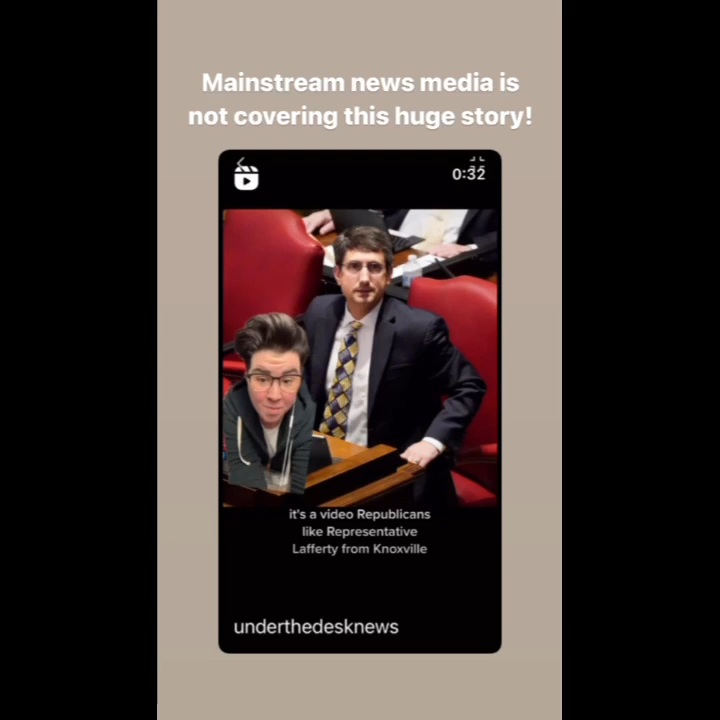 Mainstream news media is
not covering this huge story!
0:32
it's a video Republicans
like Representative
Lafferty from Knoxville
underthedesknews